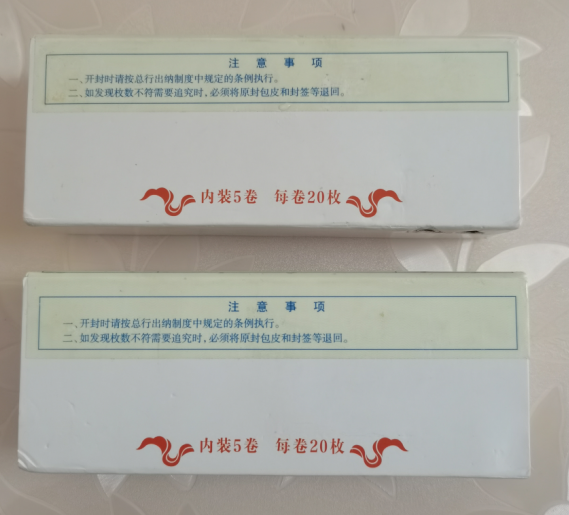 注 意 事 项
一、开封时请按总行出纳制度中规定的条例执行。
二、如发现枚数不符需要追究时，必须将原封包皮和封签等退回。
内装5卷 每卷20枚
注 意 事 项
一、开封时请按总行出纳制度中规定的条例执行。
二、如发现枚数不符需要追究时，必须将原封包皮和封签等退回。
内装5卷 每卷20枚